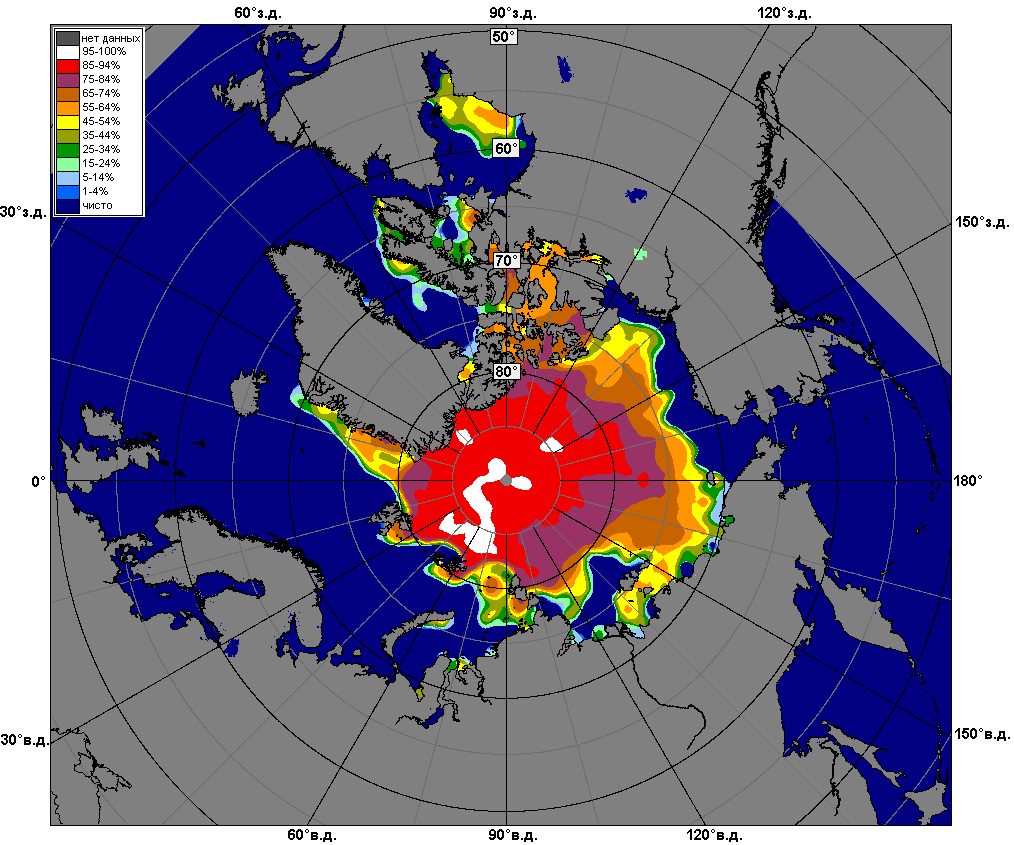 60°з.д.
90°з.д.
120°з.д.
нет данных
95-100%
85-94%
75-84%
65-74%
55-64%
45-54%
35-44%
25-34%
15-24%
5-14%
1-4%
чисто
50°
60°
30°з.д.
150°з.д.
70°
80°
0°
180°
30°в.д.
150°в.д.
60°в.д.
90°в.д.
120°в.д.